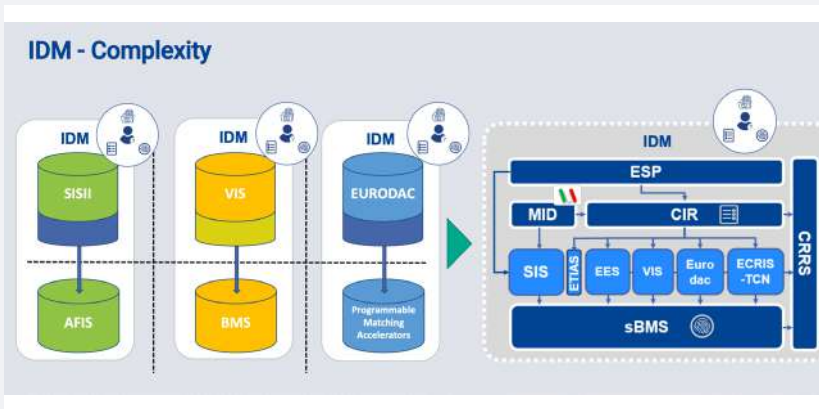 IDM - Complexity
IDM
SISII
AFIS
IDM
VIS
BMS
IDM
EURODAC
Programmable
Matching
Accelerators
IDM
ESP
MID
CIR
CRRS
SIS
ETIAS
EES
VIS
Euro
dac
ECRIS
-TCN
sBMS